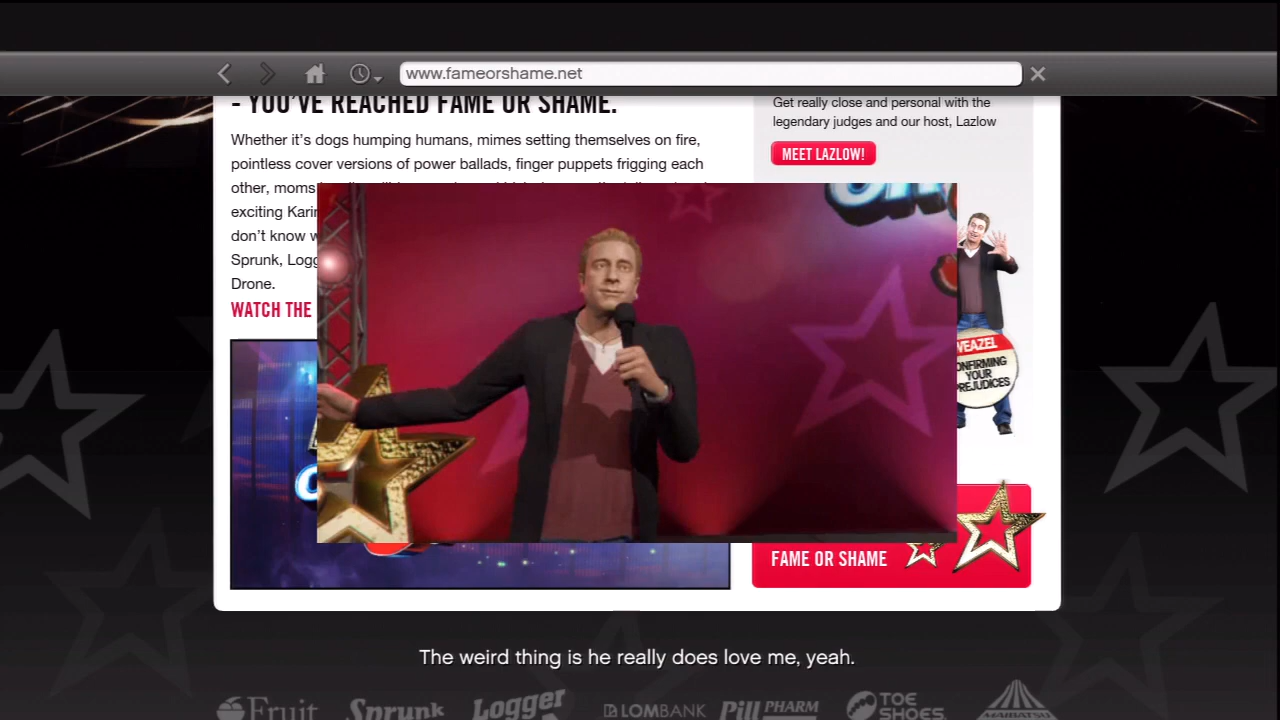 www.fameorshame.net
- YOU'VE REACHED FAME OR SHAME.
Whether it's dogs humping humans, mimes setting themselves on fire,
pointless cover versions of power ballads, finger puppets frigging each
other, moms
exciting Karin
don't know w
Sprunk, Logg
Drone.
WATCH THE
Get really close and personal with the
legendary judges and our host, Lazlow
MEET LAZLOW!
WEAZEL
CONFIRMING
YOUR
PREJUDICES
FAME OR SHAME
The weird thing is he really does love me, yeah.
Fruit Sprunk Logger LOMBANK Pill PHARM TOE SHOES MAIBATSU